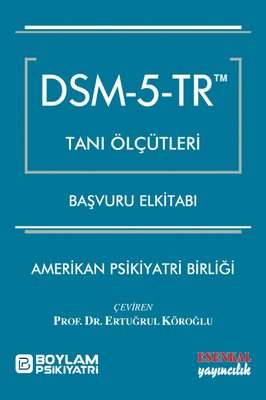 DSM-5-TR™
TANI ÖLÇÜTLERİ
BAŞVURU ELKİTABI
AMERİKAN PSİKİYATRİ BİRLİĞİ
ÇEVİREN
PROF. DR. ERTUĞRUL KÖROĞLU
BOYLAM
PSİKİYATRİ
ESENKAL
yayıncılık